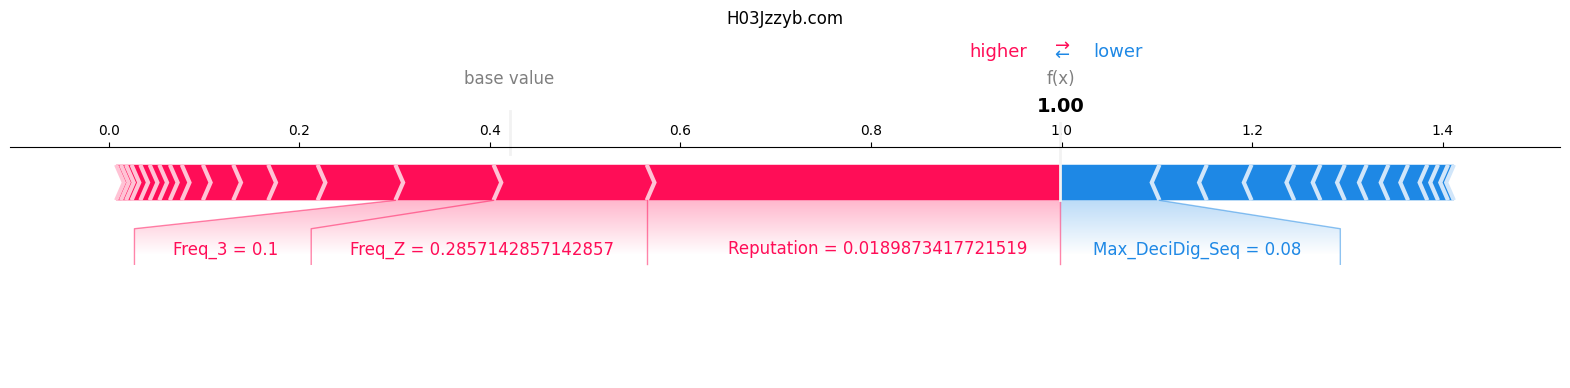 H03Jzzyb.com
higher ⇄ lower
base value f(x)
1.00
0.0 0.2 0.4 0.6 0.8 1.0 1.2 1.4
Freq_3 = 0.1 Freq_Z = 0.2857142857142857 Reputation = 0.0189873417721519 Max_DeciDig_Seq = 0.08